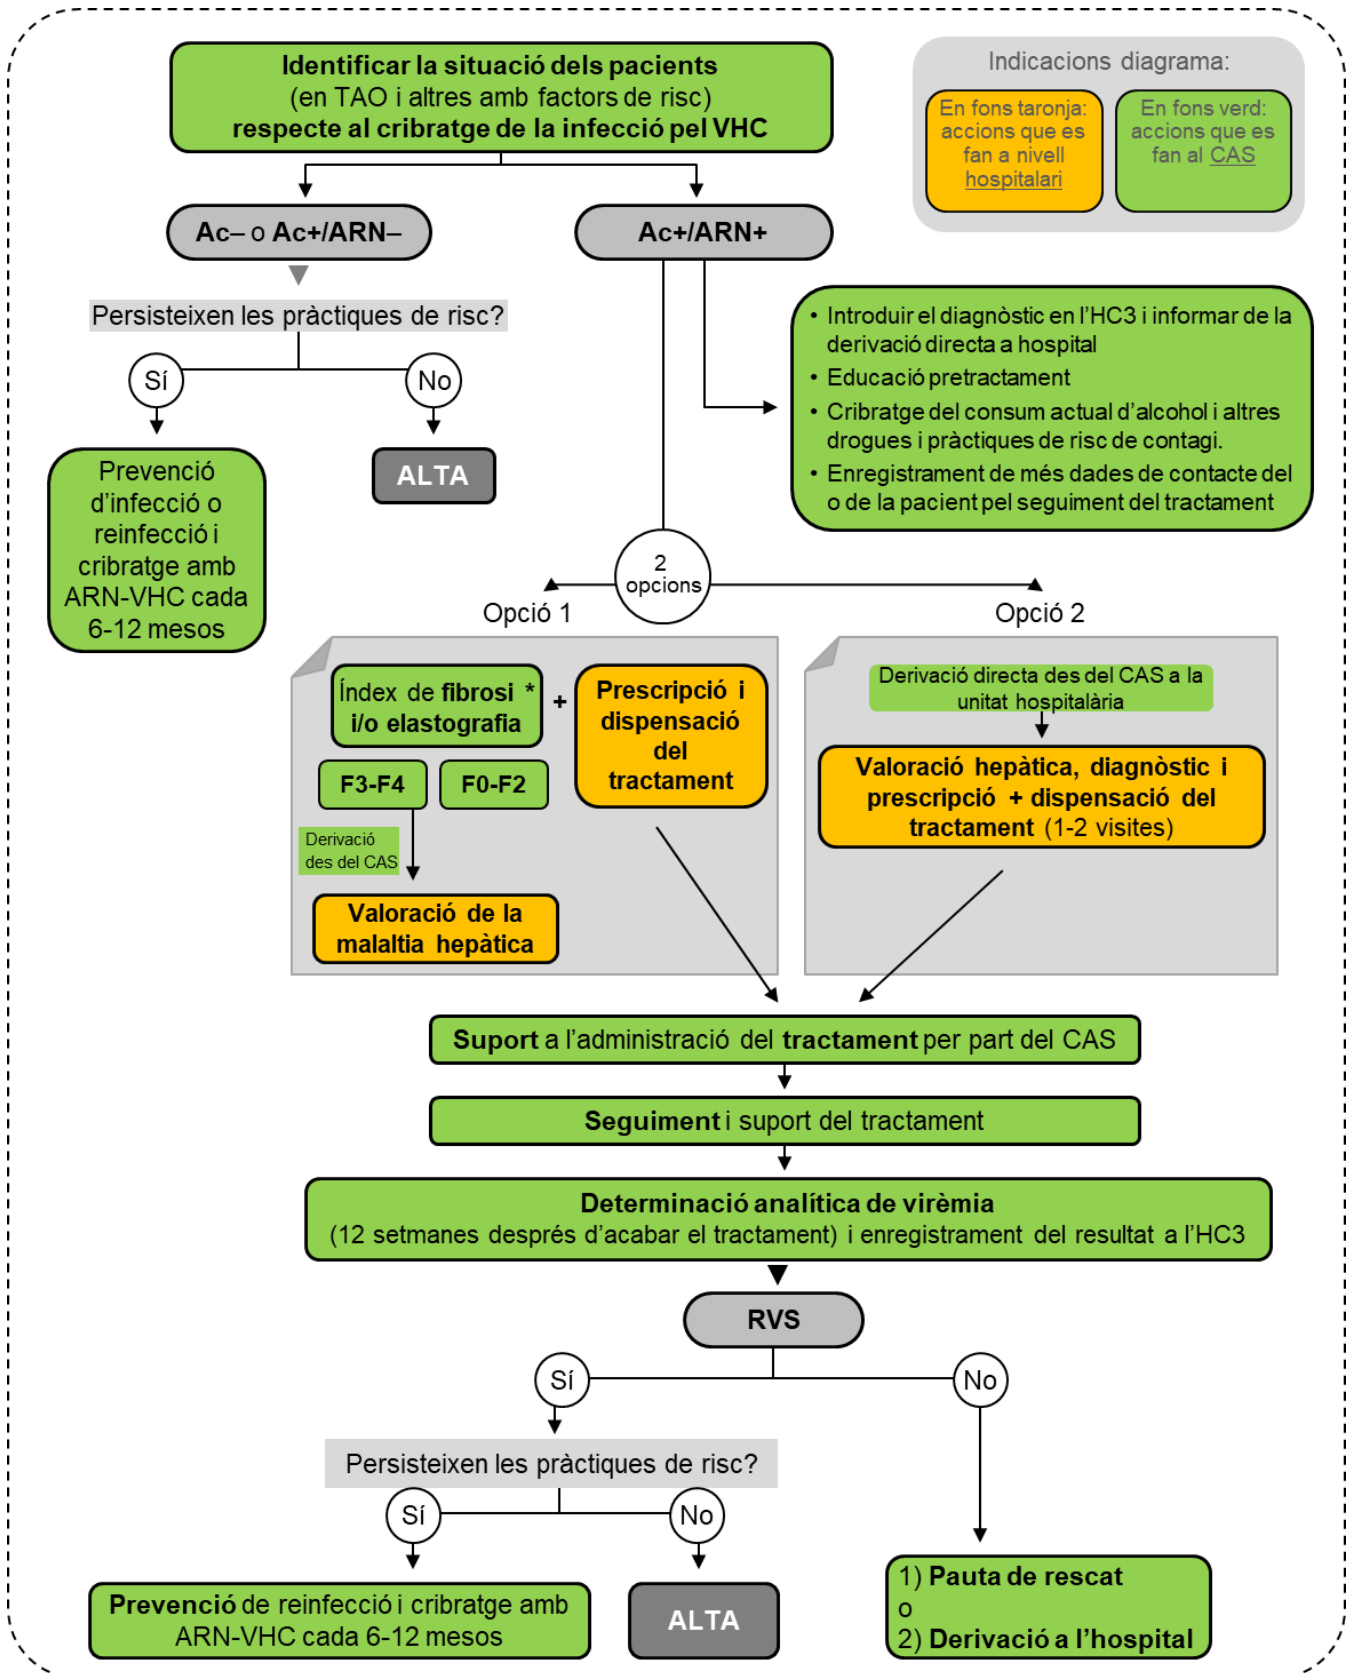 Identificar la situació dels pacients
(en TAO i altres amb factors de risc)
respecte al cribratge de la infecció pel VHC
Indicacions diagrama:
En fons taronja:
accions que es
fan a nivell
hospitalari
En fons verd:
accions que es
fan al CAS
Ac– o Ac+/ARN–
Ac+/ARN+
Persisteixen les pràctiques de risc?
Sí
No
Prevenció
d’infecció o
reinfecció i
cribratge amb
ARN-VHC cada
6-12 mesos
ALTA
• Introduir el diagnòstic en l’HC3 i informar de la
derivació directa a hospital
• Educació pretractament
• Cribratge del consum actual d’alcohol i altres
drogues i pràctiques de risc de contagi.
• Enregistrament de més dades de contacte del
o de la pacient pel seguiment del tractament
2
opcions
Opció 1
Opció 2
Índex de fibrosi *
i/o elastografia
+
Prescripció i
dispensació
del
tractament
F3-F4
F0-F2
Derivació
des del CAS
Valoració de la
malaltia hepàtica
Derivació directa des del CAS a la
unitat hospitalària
Valoració hepàtica, diagnòstic i
prescripció + dispensació del
tractament (1-2 visites)
Suport a l’administració del tractament per part del CAS
Seguiment i suport del tractament
Determinació analítica de virèmia
(12 setmanes després d’acabar el tractament) i enregistrament del resultat a l’HC3
RVS
Sí
No
Persisteixen les pràctiques de risc?
Sí
No
Prevenció de reinfecció i cribratge amb
ARN-VHC cada 6-12 mesos
ALTA
1) Pauta de rescat
o
2) Derivació a l’hospital